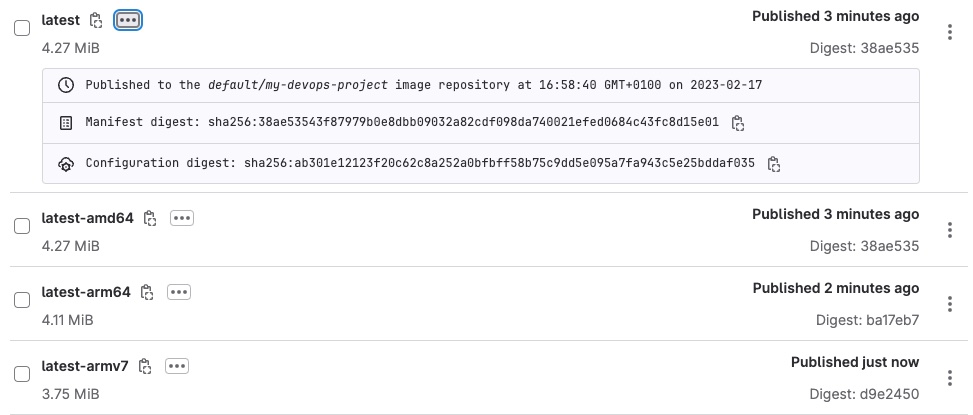 latest
Published 3 minutes ago
4.27 MiB
Digest: 38ae535
Published to the default/my-devops-project image repository at 16:58:40 GMT+0100 on 2023-02-17
Manifest digest: sha256:38ae53543f87979b0e8dbb09032a82cdf098da740021efed0684c43fc8d15e01
Configuration digest: sha256:ab301e12123f20c62c8a252a0bfbff58b75c9dd5e095a7fa943c5e25bddaf035
latest-amd64
Published 3 minutes ago
4.27 MiB
Digest: 38ae535
latest-arm64
Published 2 minutes ago
4.11 MiB
Digest: ba17eb7
latest-armv7
Published just now
3.75 MiB
Digest: d9e2450